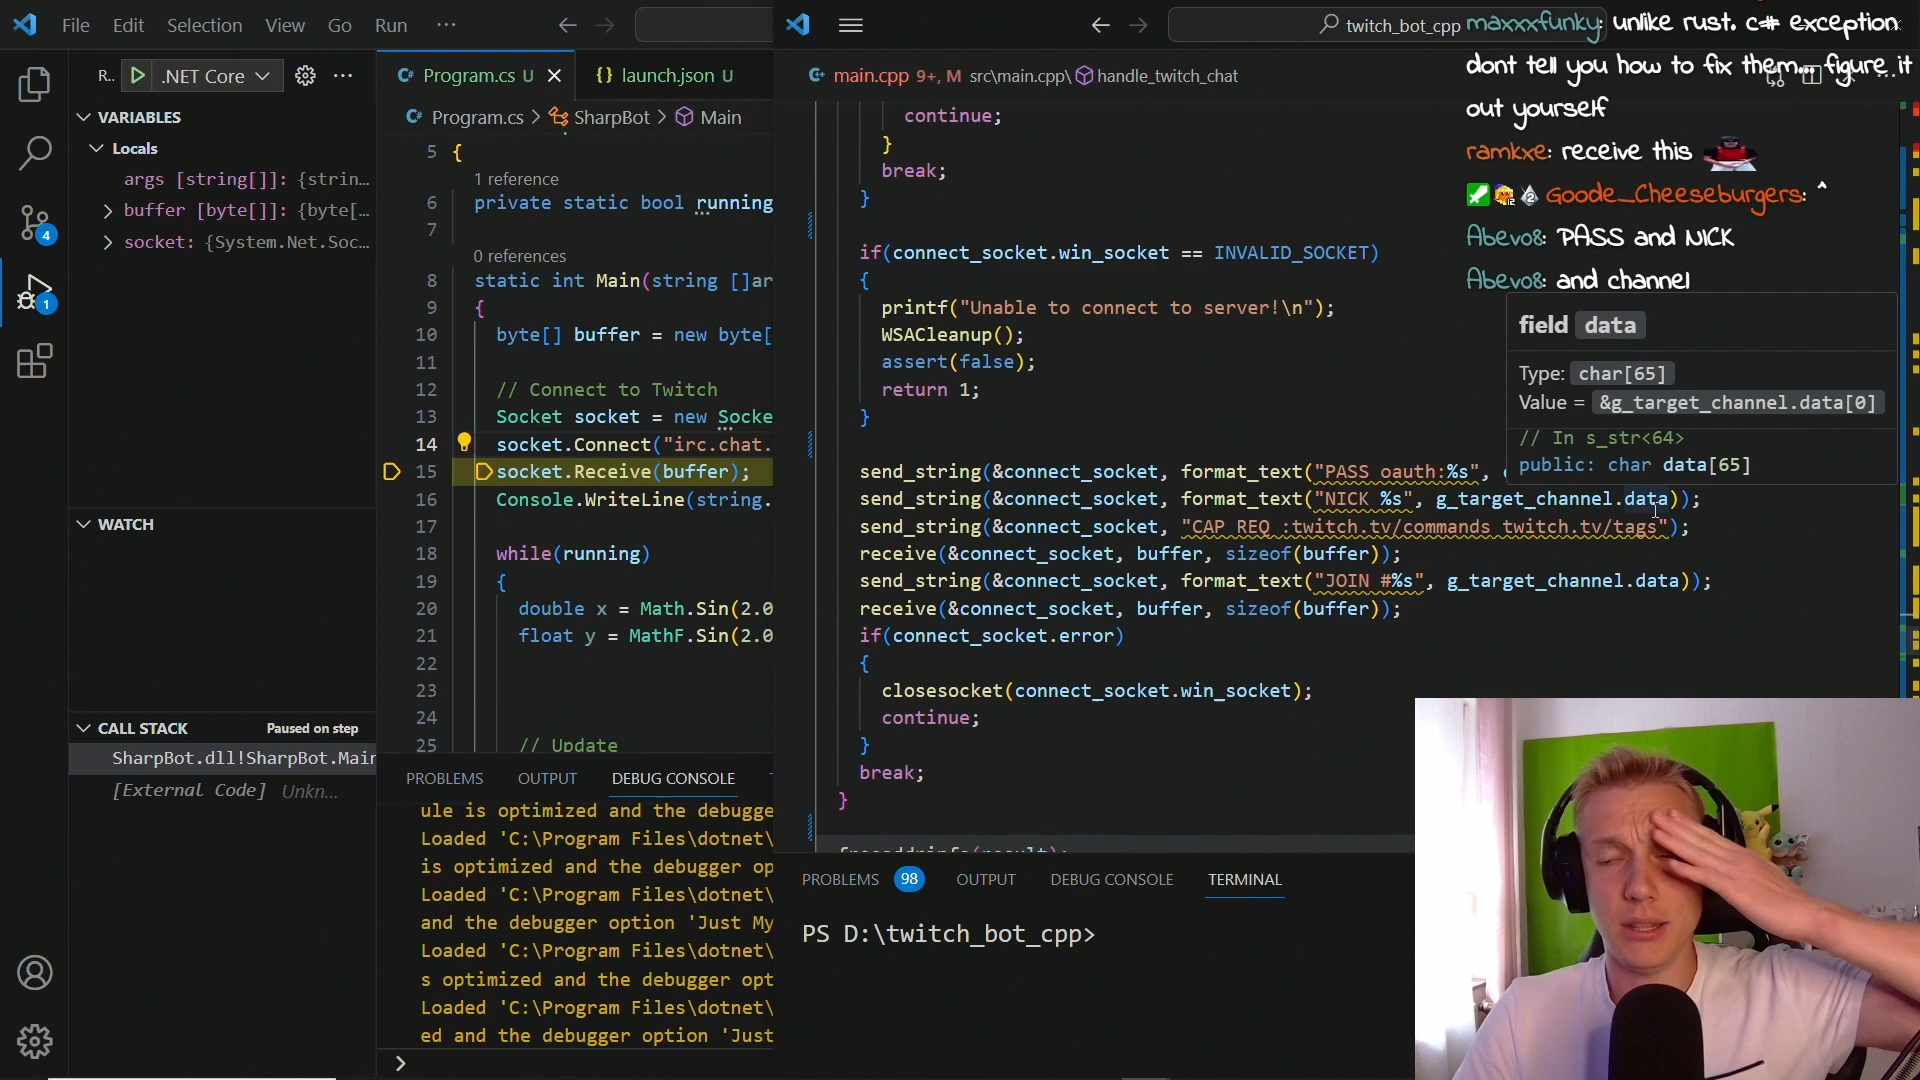 File Edit Selection View Go Run ···
R.. .NET Core ···
VARIABLES
Locals
args [string[]]: {strin…
buffer [byte[]]: {byte[…
socket: {System.Net.Soc…
4
1
WATCH
CALL STACK Paused on step
SharpBot.dll!SharpBot.Main
[External Code] Unkn...
Program.cs U launch.json U
Program.cs > SharpBot > Main
5 {
1 reference
6 private static bool running
7
0 references
8 static int Main(string []ar
9 {
10 byte[] buffer = new byte[
11
12 // Connect to Twitch
13 Socket socket = new Socke
14 socket.Connect("irc.chat.
15 socket.Receive(buffer);
16 Console.WriteLine(string.
17
18 while(running)
19 {
20 double x = Math.Sin(2.0
21 float y = MathF.Sin(2.0
22
23
24
25 // Update
PROBLEMS OUTPUT DEBUG CONSOLE
ule is optimized and the debugge
Loaded 'C:\Program Files\dotnet\
is optimized and the debugger op
Loaded 'C:\Program Files\dotnet\
and the debugger option 'Just My
Loaded 'C:\Program Files\dotnet\
s optimized and the debugger opt
Loaded 'C:\Program Files\dotnet\
ed and the debugger option 'Just
>
twitch_bot_cpp
main.cpp 9+, M src\main.cpp\ handle_twitch_chat
continue;
}
break;
}
if(connect_socket.win_socket == INVALID_SOCKET)
{
printf("Unable to connect to server!\n");
WSACleanup();
assert(false);
return 1;
}
send_string(&connect_socket, format_text("PASS oauth:%s",
send_string(&connect_socket, format_text("NICK %s", g_target_channel.data));
send_string(&connect_socket, "CAP REQ :twitch.tv/commands twitch.tv/tags");
receive(&connect_socket, buffer, sizeof(buffer));
send_string(&connect_socket, format_text("JOIN #%s", g_target_channel.data));
receive(&connect_socket, buffer, sizeof(buffer));
if(connect_socket.error)
{
closesocket(connect_socket.win_socket);
continue;
}
break;
}
PROBLEMS 98 OUTPUT DEBUG CONSOLE TERMINAL
PS D:\twitch_bot_cpp>
maxxxfunky: unlike rust. c# exception
dont tell you how to fix them. figure it
out yourself
ramkxe: receive this
Goode_Cheeseburgers: ^
Abevo8: PASS and NICK
Abevo8: and channel
field data
Type: char[65]
Value = &g_target_channel.data[0]
// In s_str<64>
public: char data[65]